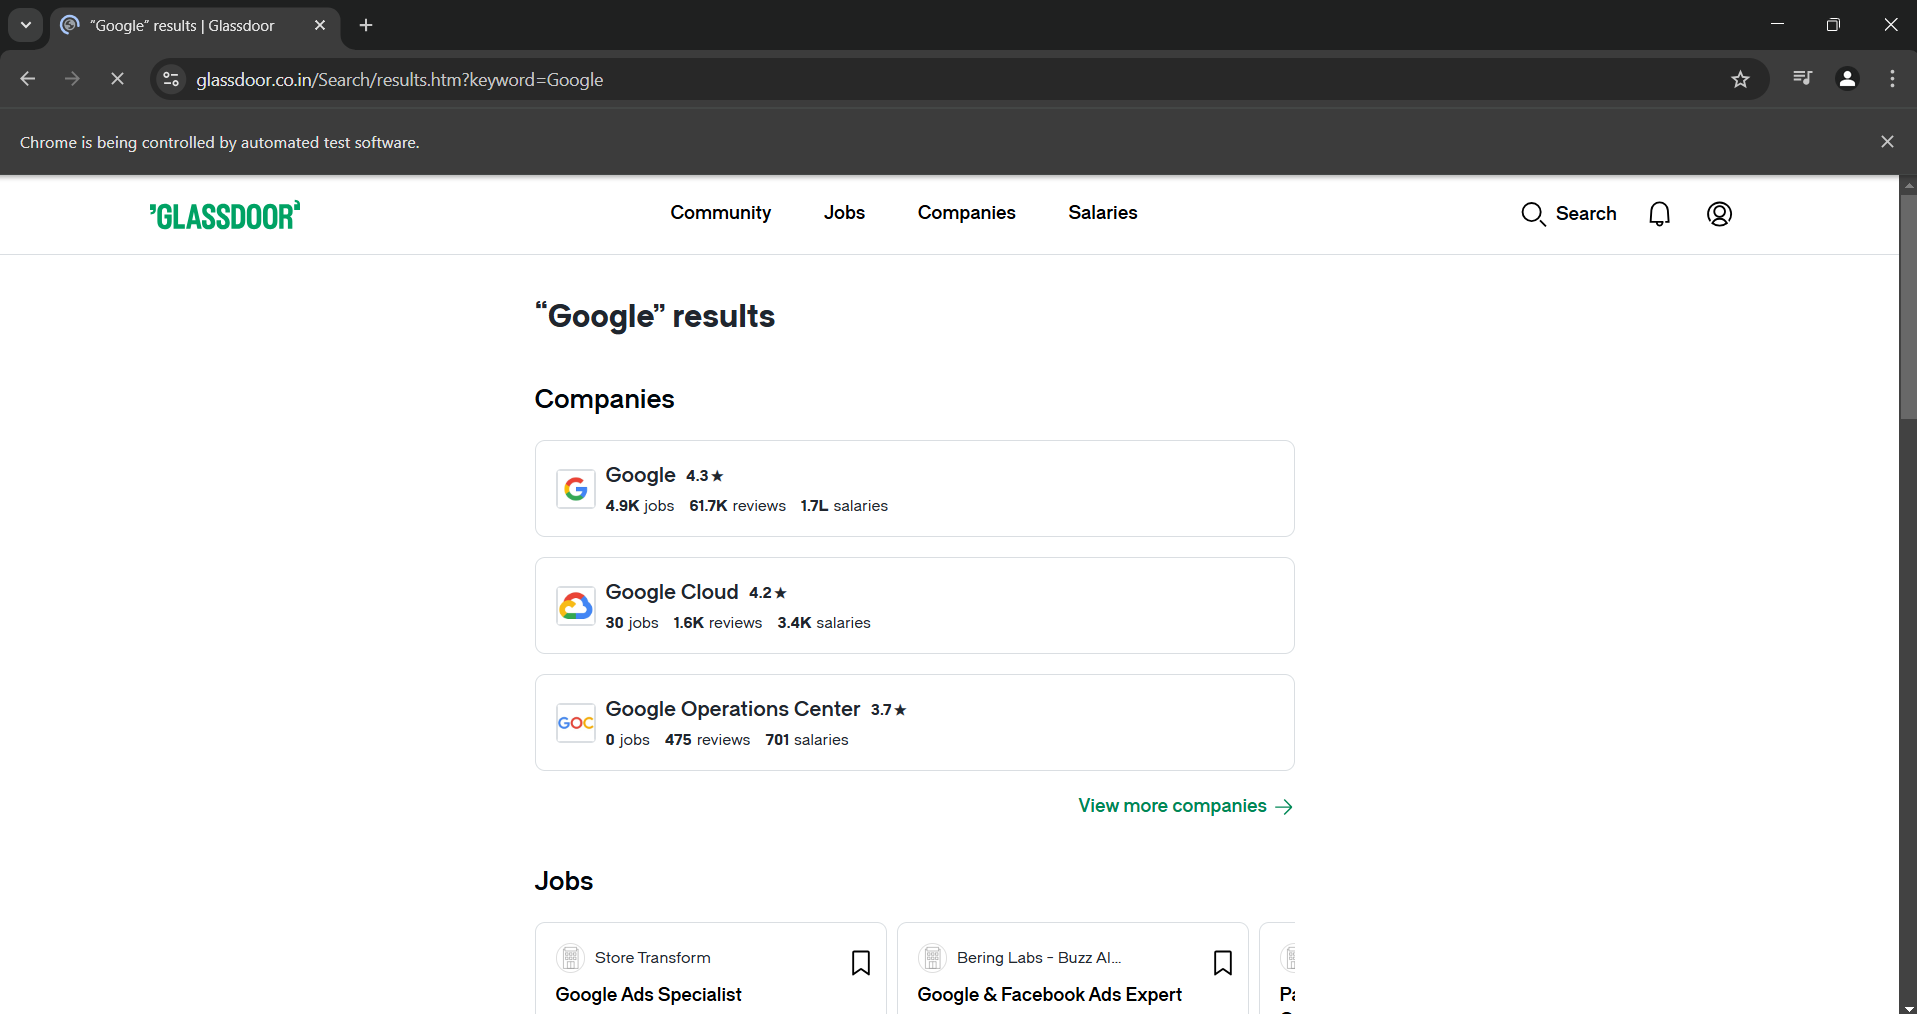 "Google" results | Glassdoor
glassdoor.co.in/Search/results.htm?keyword=Google
Chrome is being controlled by automated test software.
GLASSDOOR
Community Jobs Companies Salaries
Search
“Google” results
Companies
Google 4.3★
4.9K jobs 61.7K reviews 1.7L salaries
Google Cloud 4.2★
30 jobs 1.6K reviews 3.4K salaries
GOC
Google Operations Center 3.7★
0 jobs 475 reviews 701 salaries
View more companies →
Jobs
Store Transform
Google Ads Specialist
Bering Labs - Buzz AI...
Google & Facebook Ads Expert